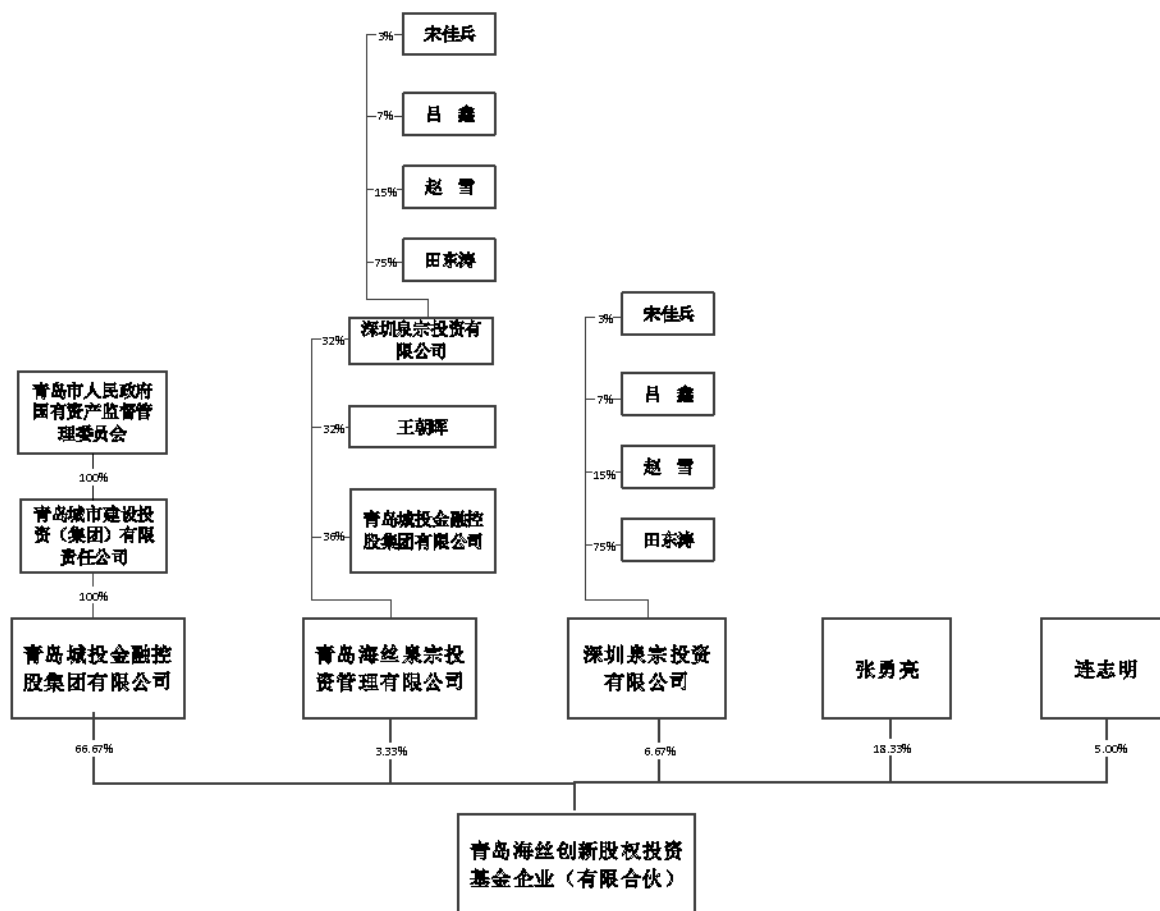 3%
宋佳兵
7%
吕 鑫
15%
赵 雪
75%
田东涛
32%
深圳泉宗投资有
限公司
32%
王朝晖
36%
青岛城投金融控
股集团有限公司
3%
宋佳兵
7%
吕 鑫
15%
赵 雪
75%
田东涛
青岛市人民政府
国有资产监督管
理委员会
100%
青岛城市建设投
资（集团）有限
责任公司
100%
青岛城投金融控
股集团有限公司
青岛海丝泉宗投
资管理有限公司
深圳泉宗投资
有限公司
张勇亮
连志明
66.67%
3.33%
6.67%
18.33%
5.00%
青岛海丝创新股权投资
基金企业（有限合伙）